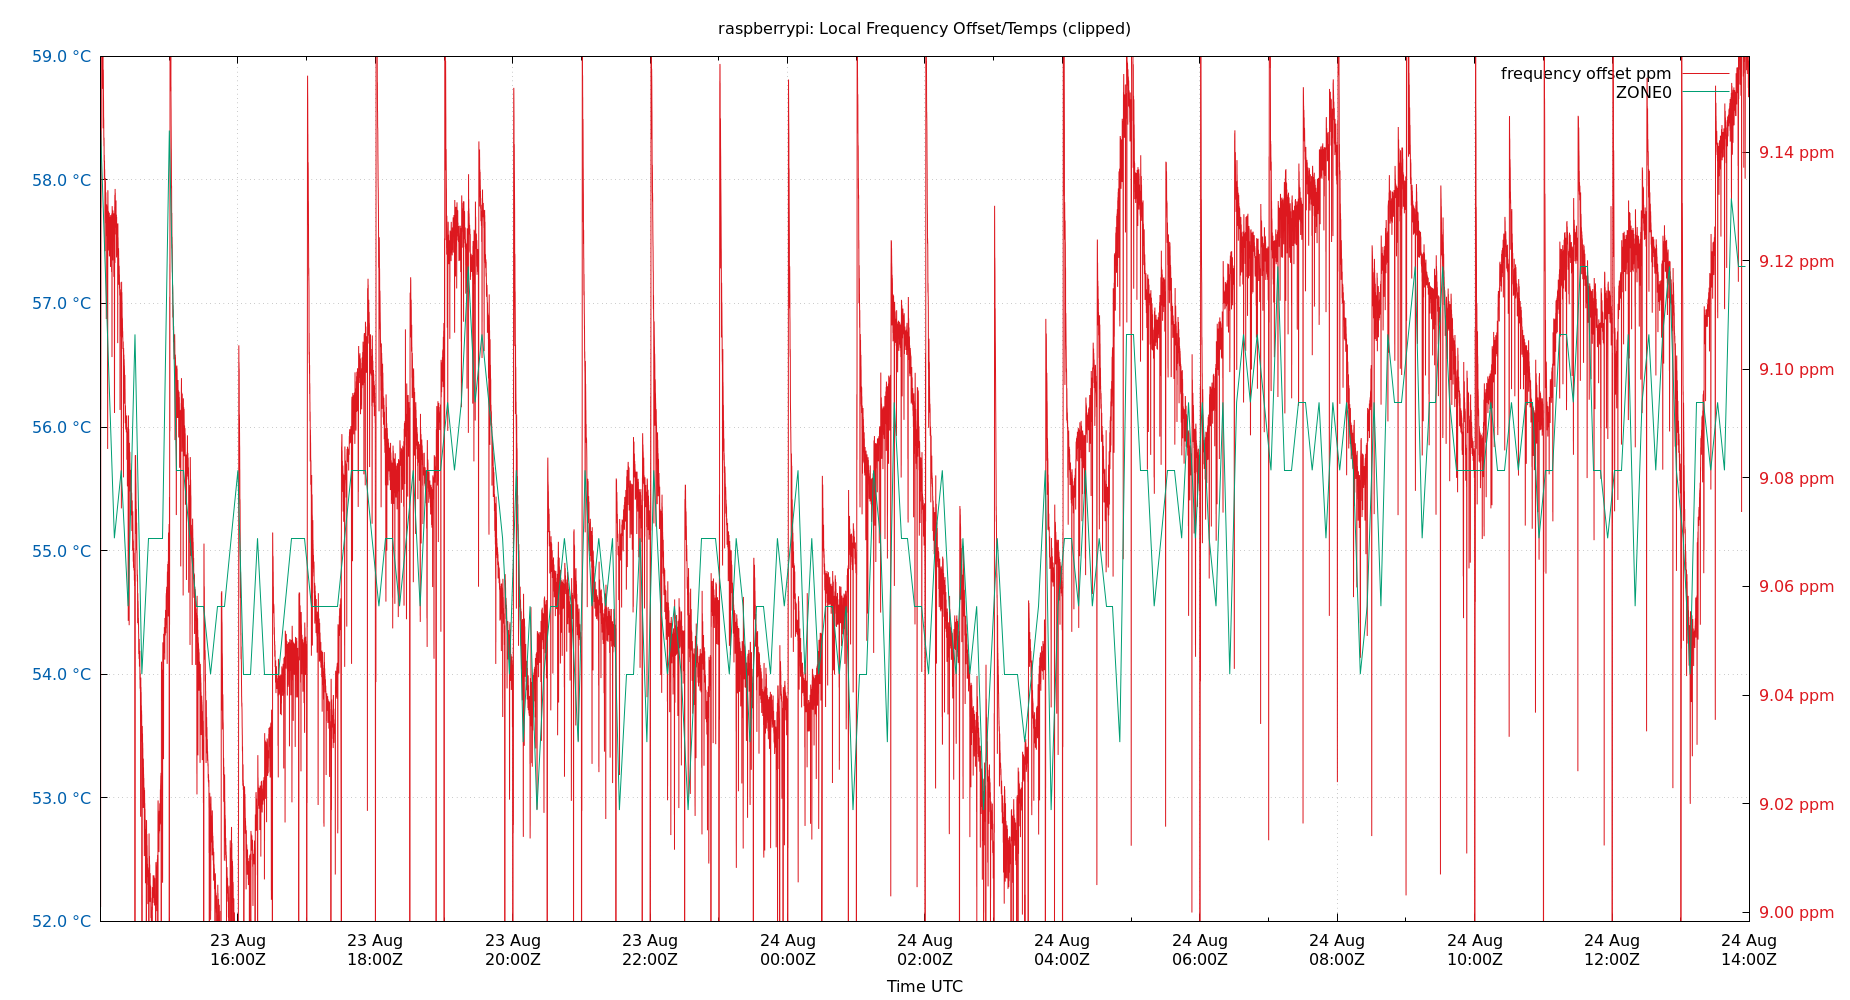 raspberrypi: Local Frequency Offset/Temps (clipped)
59.0 °C
58.0 °C
57.0 °C
56.0 °C
55.0 °C
54.0 °C
53.0 °C
52.0 °C
frequency offset ppm
ZONE0
9.14 ppm
9.12 ppm
9.10 ppm
9.08 ppm
9.06 ppm
9.04 ppm
9.02 ppm
9.00 ppm
23 Aug
16:00Z
23 Aug
18:00Z
23 Aug
20:00Z
23 Aug
22:00Z
24 Aug
00:00Z
24 Aug
02:00Z
24 Aug
04:00Z
24 Aug
06:00Z
24 Aug
08:00Z
24 Aug
10:00Z
24 Aug
12:00Z
24 Aug
14:00Z
Time UTC